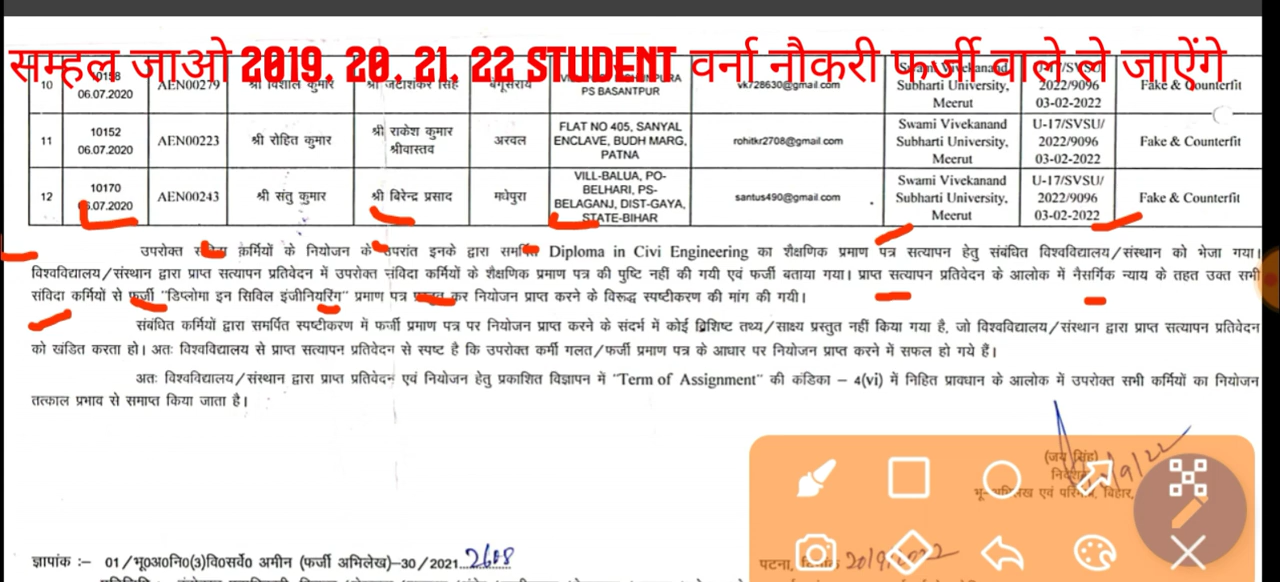 सम्हल जाओ 2019. 20. 21. 22 STUDENT वर्ना नौकरी फर्जी वाले ले जाऐंगे
10 10158 AEN00279 श्री विशाल कुमार श्री जटाशंकर सिंह बेगूसराय PS BASANTPUR vk728630@gmail.com Swami Vivekanand Subharti University, Meerut U-17/SVSU/ 2022/9096 03-02-2022 Fake & Counterfit
06.07.2020
11 10152 06.07.2020 AEN00223 श्री रोहित कुमार श्री राकेश कुमार श्रीवास्तव अरवल FLAT NO 405, SANYAL ENCLAVE, BUDH MARG, PATNA rohitkr2708@gmail.com Swami Vivekanand Subharti University, Meerut U-17/SVSU/ 2022/9096 03-02-2022 Fake & Counterfit
12 10170 .07.2020 AEN00243 श्री संतु कुमार श्री बिरेन्द्र प्रसाद मधेपुरा VILL-BALUA, PO-BELHARI, PS-BELAGANJ, DIST-GAYA, STATE-BIHAR santus490@gmail.com Swami Vivekanand Subharti University, Meerut U-17/SVSU/ 2022/9096 03-02-2022 Fake & Counterfit
उपरोक्त कर्मियों के नियोजन के उपरांत इनके द्वारा Diploma in Civi Engineering का शैक्षणिक प्रमाण पत्र सत्यापन हेतु संबंधित विश्वविद्यालय/संस्थान को भेजा गया।
विश्वविद्यालय/संस्थान द्वारा प्राप्त सत्यापन प्रतिवेदन में उपरोक्त संविदा कर्मियों के शैक्षणिक प्रमाण पत्र की पुष्टि नहीं की गयी एवं फर्जी बताया गया। प्राप्त सत्यापन प्रतिवेदन के आलोक में नैसर्गिक न्याय के तहत उक्त सभी
संविदा कर्मियों से फर्जी "डिप्लोमा इन सिविल इंजीनियरिंग" प्रमाण पत्र कर नियोजन प्राप्त करने के विरूद्ध स्पष्टीकरण की मांग की गयी।
संबंधित कर्मियों द्वारा समर्पित स्पष्टीकरण में फर्जी प्रमाण पत्र पर नियोजन प्राप्त करने के संदर्भ में कोई विशिष्ट तथ्य/साक्ष्य प्रस्तुत नहीं किया गया है, जो विश्वविद्यालय/संस्थान द्वारा प्राप्त सत्यापन प्रतिवेदन
को खंडित करता हो। अतः विश्वविद्यालय से प्राप्त सत्यापन प्रतिवेदन से स्पष्ट है कि उपरोक्त कर्मी गलत/फर्जी प्रमाण पत्र के आधार पर नियोजन प्राप्त करने में सफल हो गये हैं।
अतः विश्वविद्यालय/संस्थान द्वारा प्राप्त प्रतिवेदन एवं नियोजन हेतु प्रकाशित विज्ञापन में "Term of Assignment" की कंडिका – 4(vi) में निहित प्रावधान के आलोक में उपरोक्त सभी कर्मियों का नियोजन
तत्काल प्रभाव से समाप्त किया जाता है।
(जय सिंह)
भू-अभिलेख एवं बिहार,
ज्ञापांक :– 01/भू०अ०नि०(3)वि०सर्वे० अमीन (फर्जी अभिलेख)–30/2021 2608 पटना,